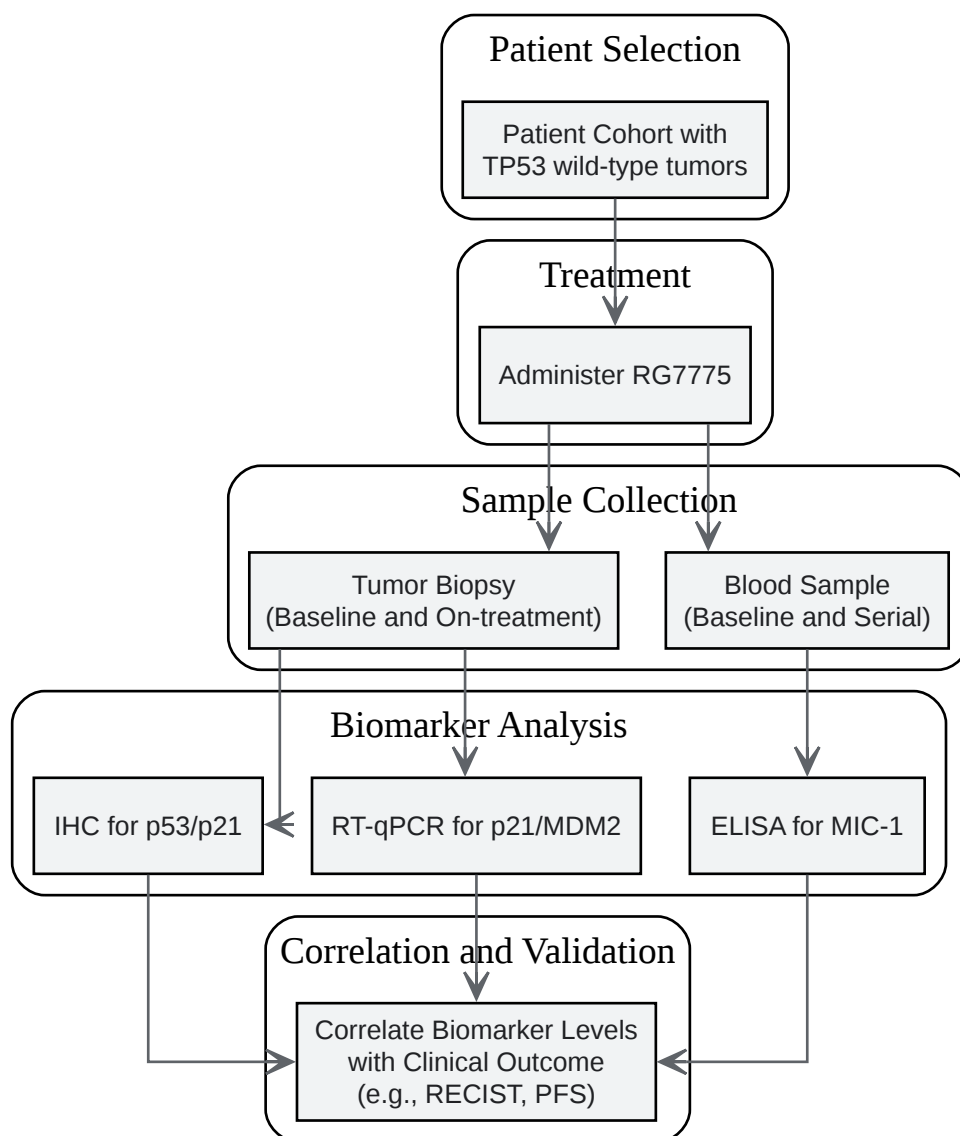 Patient Selection
Patient Cohort with
TP53 wild-type tumors
Treatment
Administer RG7775
Sample Collection
Tumor Biopsy
(Baseline and On-treatment)
Blood Sample
(Baseline and Serial)
Biomarker Analysis
IHC for p53/p21
RT-qPCR for p21/MDM2
ELISA for MIC-1
Correlation and Validation
Correlate Biomarker Levels
with Clinical Outcome
(e.g., RECIST, PFS)